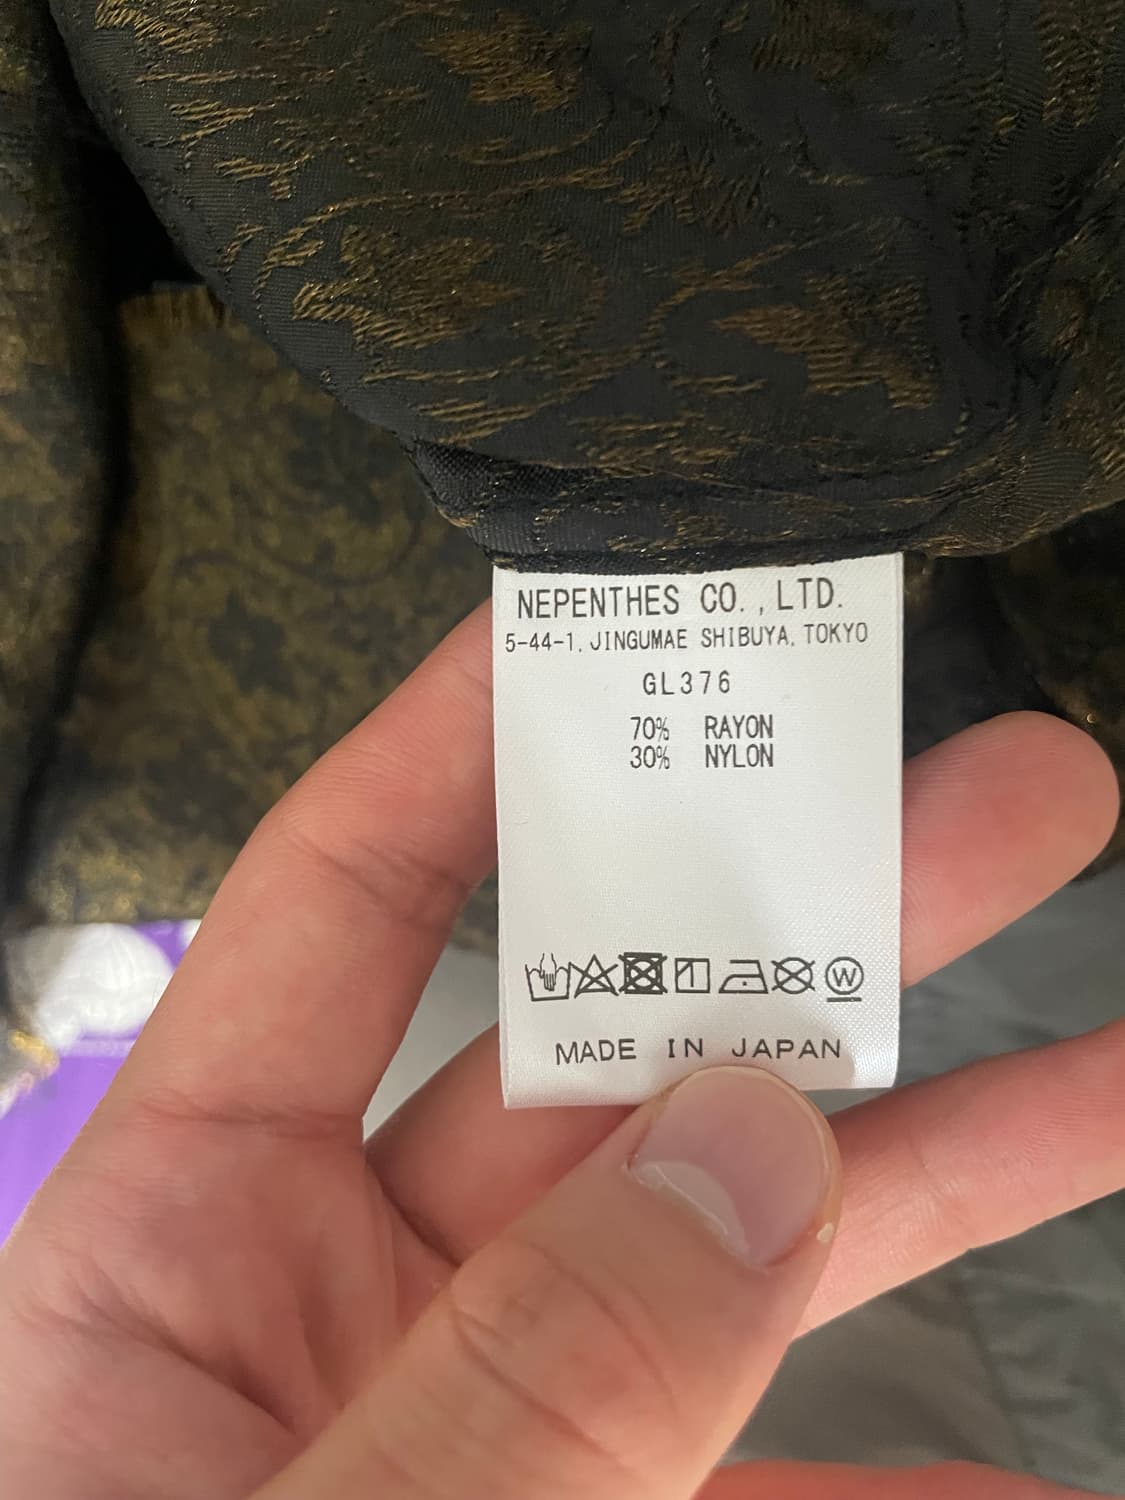 NEPENTHES CO.,LTD.
5-44-1, JINGUMAE SHIBUYA, TOKYO
GL376
70% RAYON
30% NYLON
W
MADE IN JAPAN